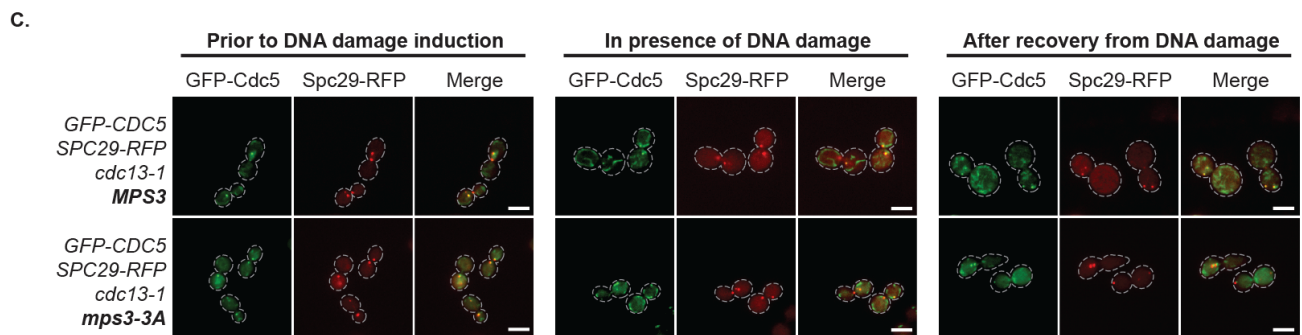 C.
Prior to DNA damage induction
In presence of DNA damage
After recovery from DNA damage
GFP-Cdc5 Spc29-RFP Merge
GFP-Cdc5 Spc29-RFP Merge
GFP-Cdc5 Spc29-RFP Merge
GFP-CDC5
SPC29-RFP
cdc13-1
MPS3
GFP-CDC5
SPC29-RFP
cdc13-1
mps3-3A